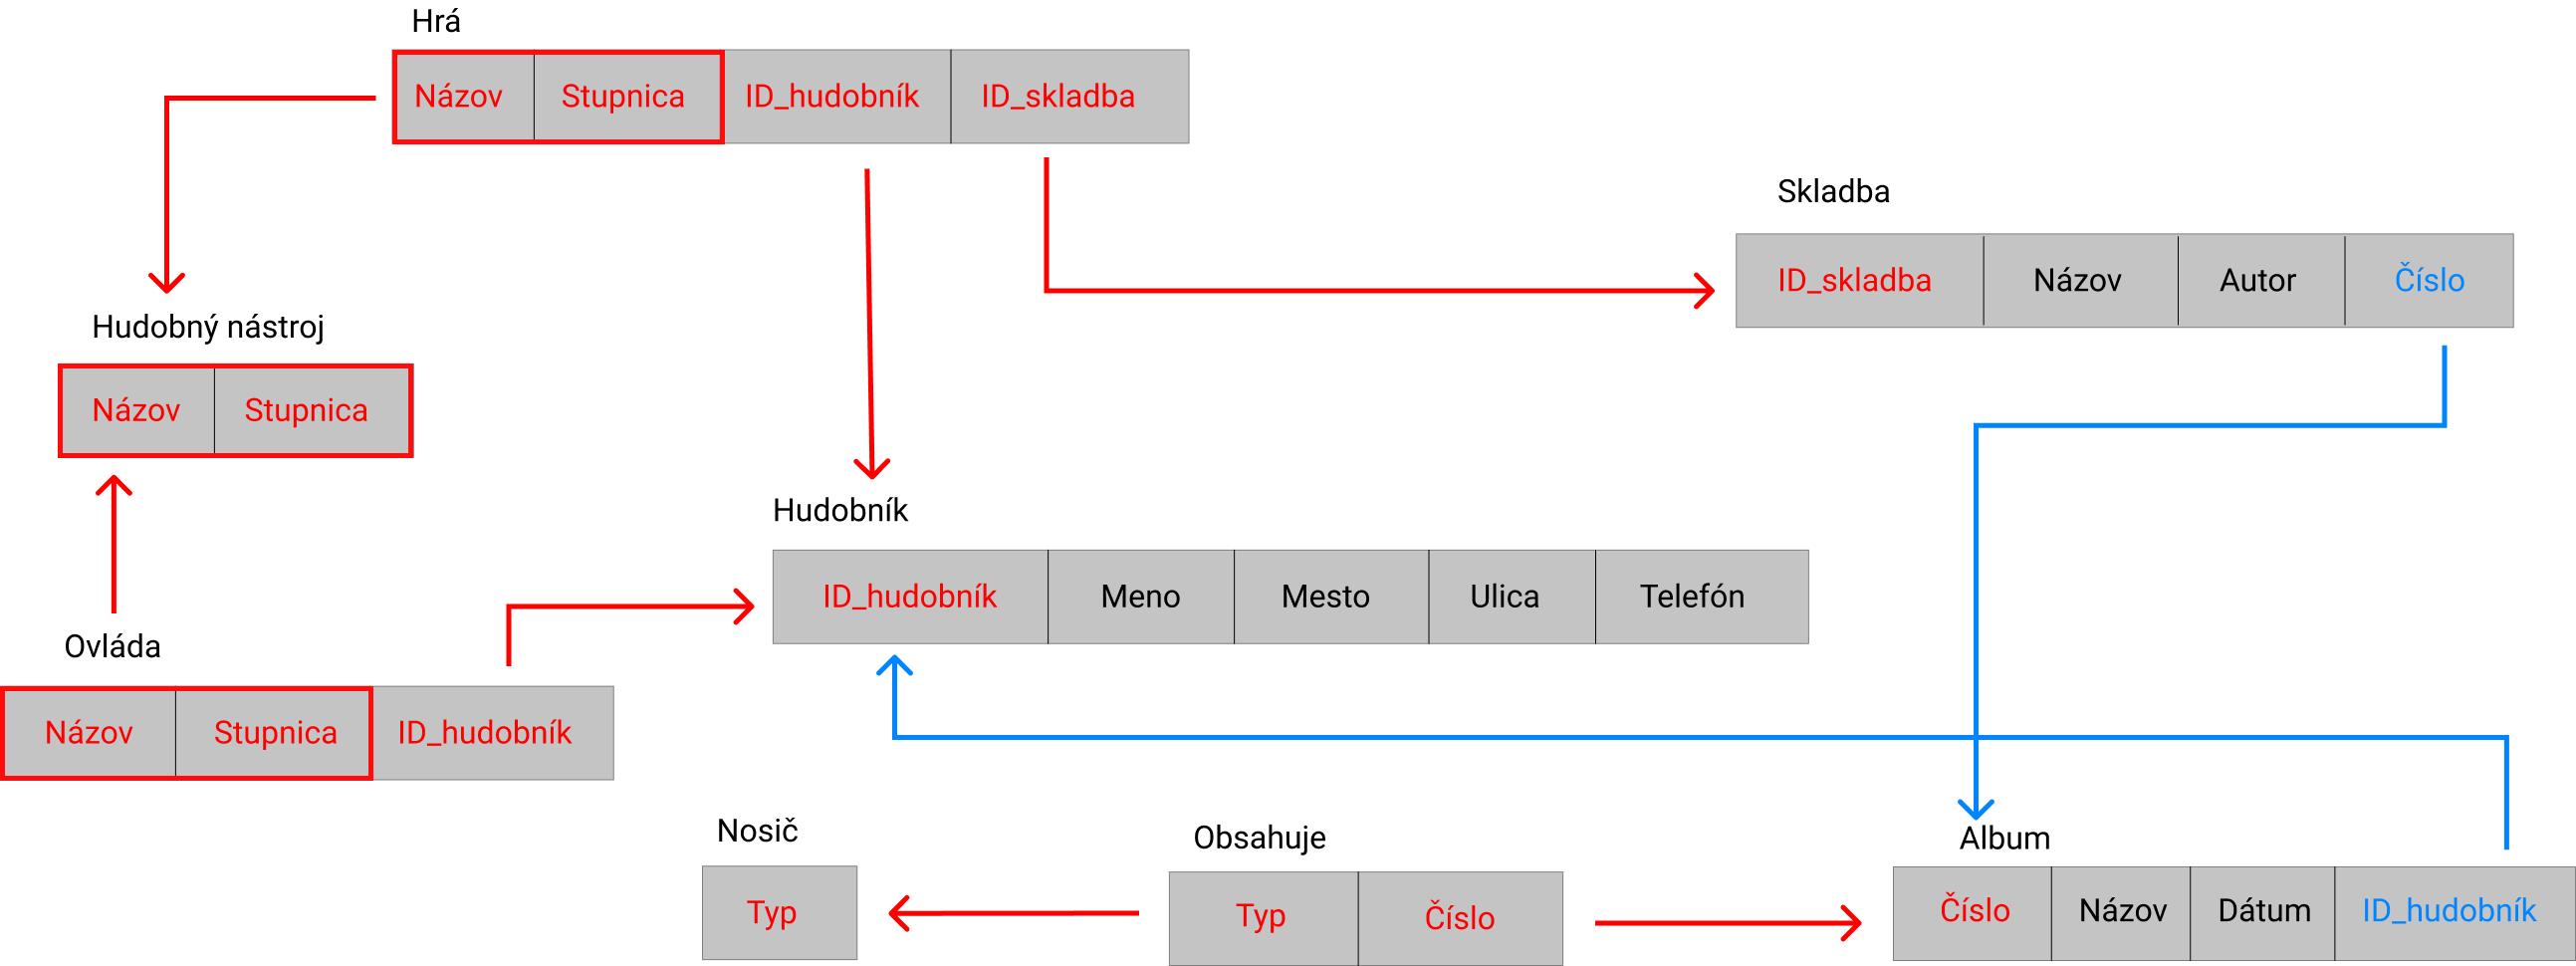 Hrá
Názov Stupnica ID_hudobník ID_skladba
Skladba
ID_skladba Názov Autor Číslo
Hudobný nástroj
Názov Stupnica
Hudobník
ID_hudobník Meno Mesto Ulica Telefón
Ovláda
Názov Stupnica ID_hudobník
Nosič
Typ
Obsahuje
Typ Číslo
Album
Číslo Názov Dátum ID_hudobník